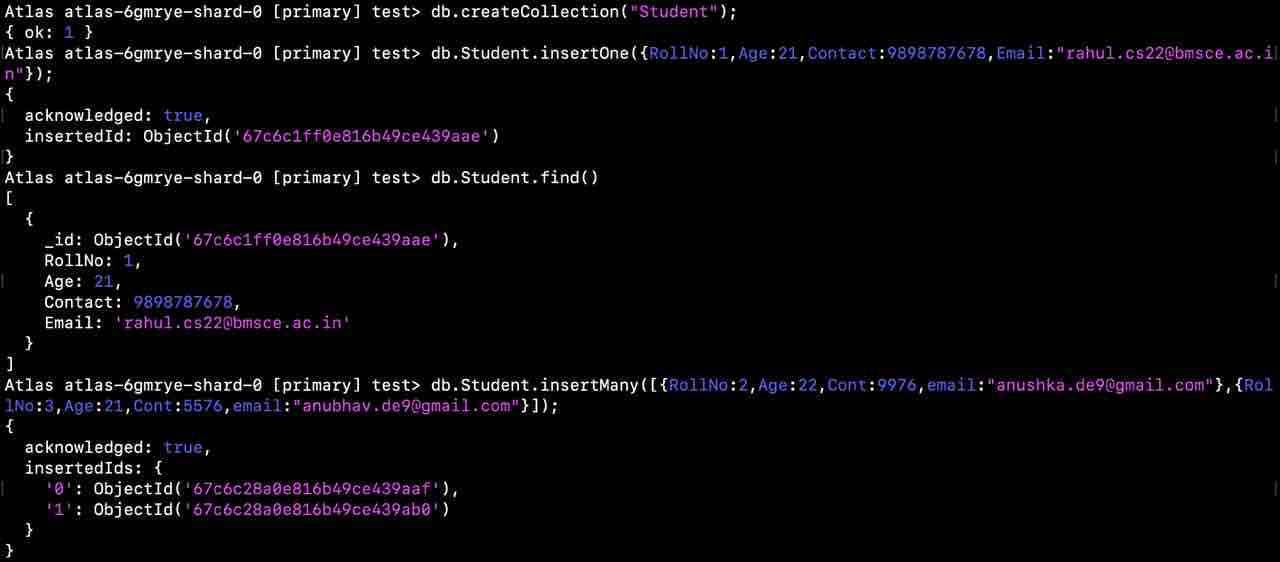 Atlas atlas-6gmrye-shard-0 [primary] test> db.createCollection("Student");
{ ok: 1 }
Atlas atlas-6gmrye-shard-0 [primary] test> db.Student.insertOne({RollNo:1,Age:21,Contact:9898787678,Email:"rahul.cs22@bmsce.ac.i
n"});
{
  acknowledged: true,
  insertedId: ObjectId('67c6c1ff0e816b49ce439aae')
}
Atlas atlas-6gmrye-shard-0 [primary] test> db.Student.find()
[
  {
    _id: ObjectId('67c6c1ff0e816b49ce439aae'),
    RollNo: 1,
    Age: 21,
    Contact: 9898787678,
    Email: 'rahul.cs22@bmsce.ac.in'
  }
]
Atlas atlas-6gmrye-shard-0 [primary] test> db.Student.insertMany([{RollNo:2,Age:22,Cont:9976,email:"anushka.de9@gmail.com"},{Rol
lNo:3,Age:21,Cont:5576,email:"anubhav.de9@gmail.com"}]);
{
  acknowledged: true,
  insertedIds: {
    '0': ObjectId('67c6c28a0e816b49ce439aaf'),
    '1': ObjectId('67c6c28a0e816b49ce439ab0')
  }
}